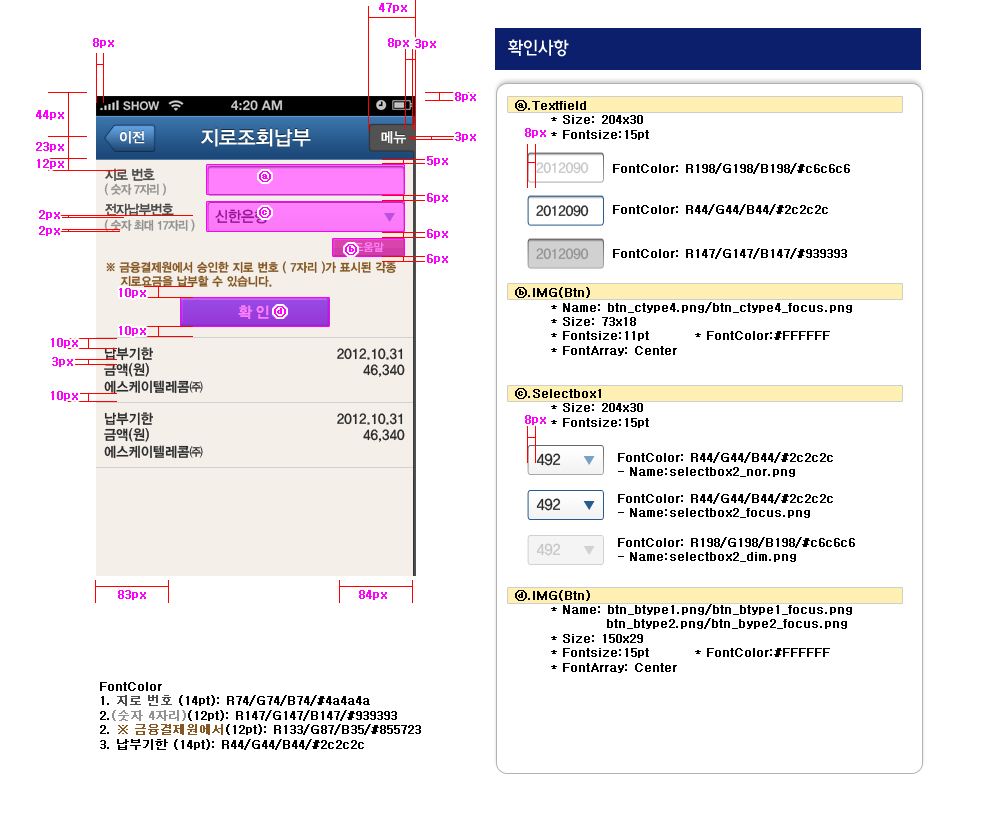 47px
8px
8px
3px
8px
44px
23px
12px
3px
5px
6px
2px
2px
6px
6px
10px
10px
10px
3px
10px
83px
84px
SHOW
4:20 AM
이전
지로조회납부
메뉴
지로 번호
( 숫자 7자리 )
ⓐ
전자납부번호
( 숫자 최대 17자리 )
신한은행
ⓒ
ⓑ
도움말
※ 금융결제원에서 승인한 지로 번호 ( 7자리 )가 표시된 각종
지로요금을 납부할 수 있습니다.
확 인 ⓓ
납부기한 2012.10.31
금액(원) 46,340
에스케이텔레콤㈜
납부기한 2012.10.31
금액(원) 46,340
에스케이텔레콤㈜
FontColor
1. 지로 번호 (14pt): R74/G74/B74/#4a4a4a
2.(숫자 4자리)(12pt): R147/G147/B147/#939393
2. ※ 금융결제원에서(12pt): R133/G87/B35/#855723
3. 납부기한 (14pt): R44/G44/B44/#2c2c2c
확인사항
ⓐ.Textfield
* Size: 204x30
* Fontsize:15pt
8px
2012090 FontColor: R198/G198/B198/#c6c6c6
2012090 FontColor: R44/G44/B44/#2c2c2c
2012090 FontColor: R147/G147/B147/#939393
ⓑ.IMG(Btn)
* Name: btn_ctype4.png/btn_ctype4_focus.png
* Size: 73x18
* Fontsize:11pt * FontColor:#FFFFFF
* FontArray: Center
ⓒ.Selectbox1
* Size: 204x30
* Fontsize:15pt
8px
492 FontColor: R44/G44/B44/#2c2c2c
- Name:selectbox2_nor.png
492 FontColor: R44/G44/B44/#2c2c2c
- Name:selectbox2_focus.png
492 FontColor: R198/G198/B198/#c6c6c6
- Name:selectbox2_dim.png
ⓓ.IMG(Btn)
* Name: btn_btype1.png/btn_btype1_focus.png
btn_btype2.png/btn_bype2_focus.png
* Size: 150x29
* Fontsize:15pt * FontColor:#FFFFFF
* FontArray: Center